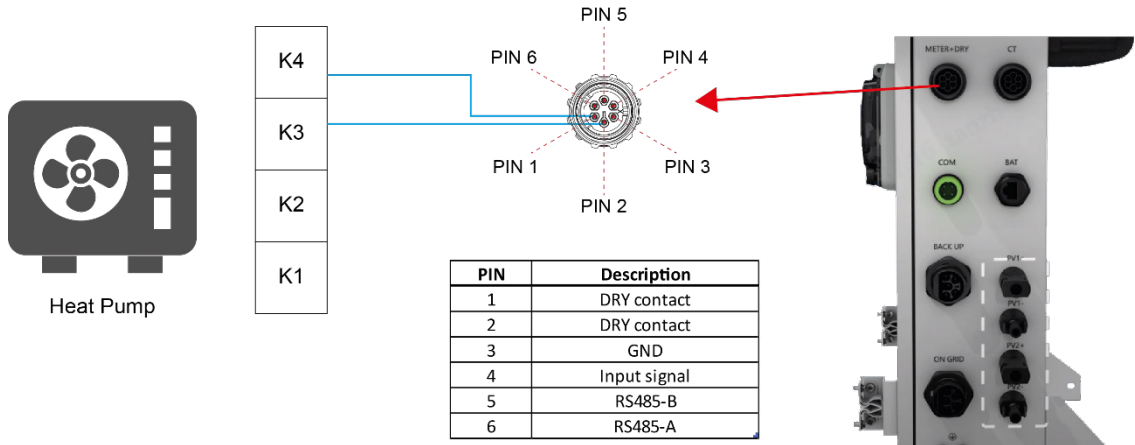 K4
K3
K2
K1
Heat Pump
PIN 5
PIN 6
PIN 4
PIN 1
PIN 3
PIN 2
PIN Description
1 DRY contact
2 DRY contact
3 GND
4 Input signal
5 RS485-B
6 RS485-A
METER+DRY CT
COM BAT
BACK UP
PV1-
PV2+
ON GRID